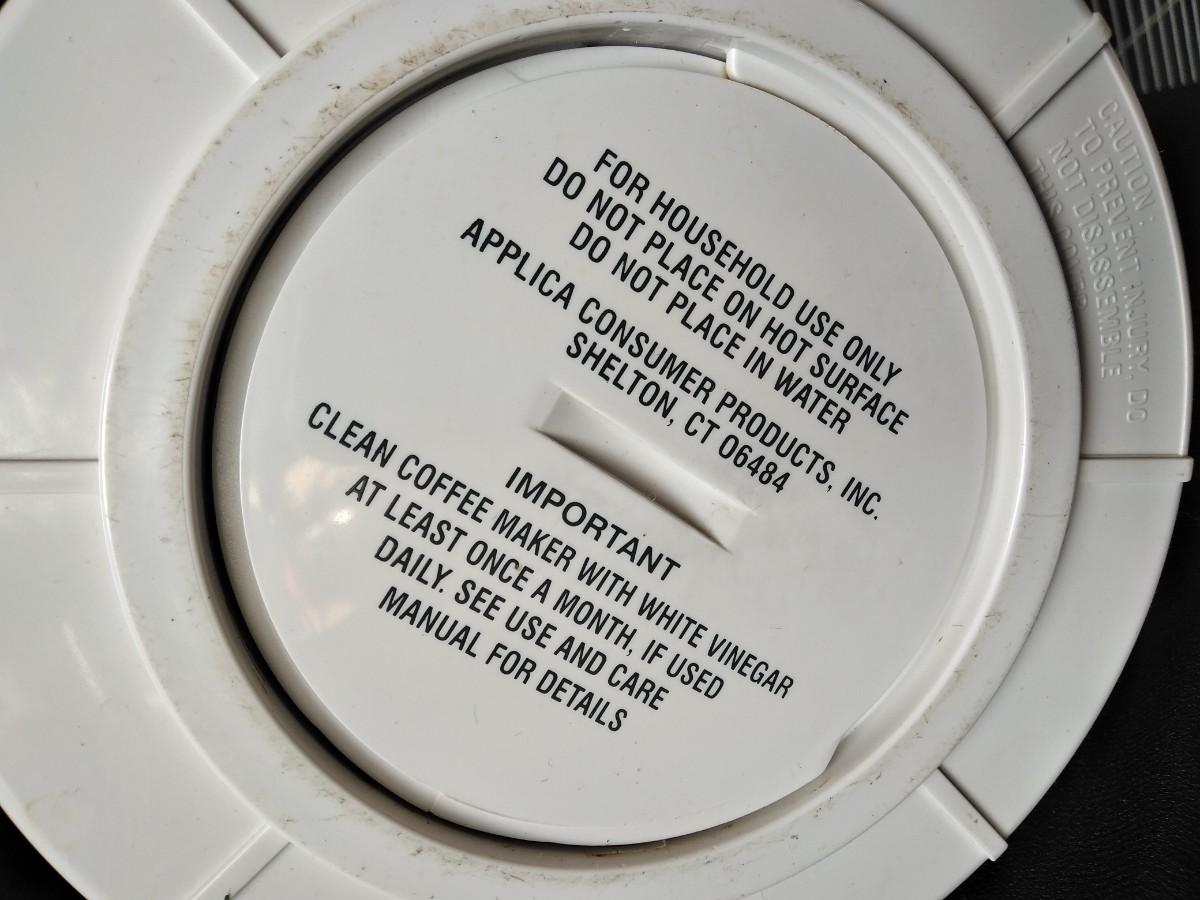 FOR HOUSEHOLD USE ONLY
DO NOT PLACE ON HOT SURFACE
DO NOT PLACE IN WATER
APPLICA CONSUMER PRODUCTS, INC.
SHELTON, CT 06484
IMPORTANT
CLEAN COFFEE MAKER WITH WHITE VINEGAR
AT LEAST ONCE A MONTH, IF USED
DAILY. SEE USE AND CARE
MANUAL FOR DETAILS
CAUTION:
TO PREVENT INJURY, DO
NOT DISASSEMBLE
THIS COVER